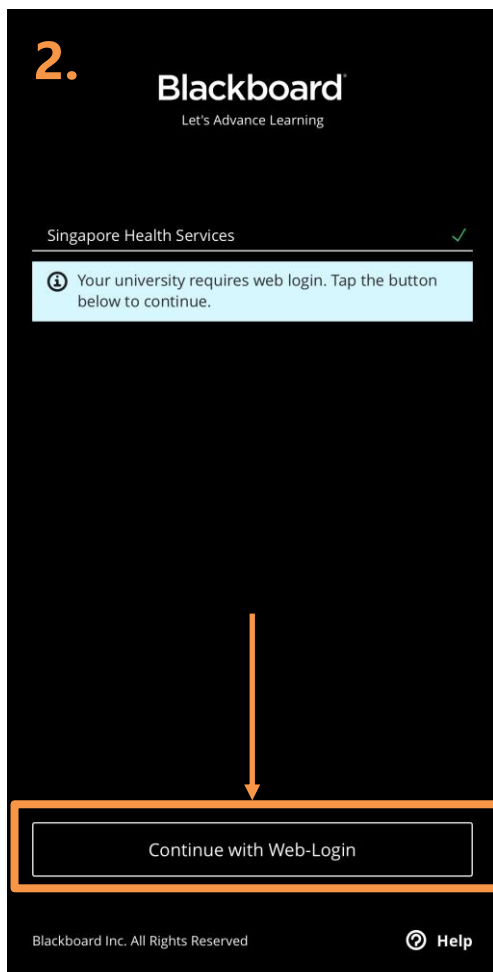 2.
Blackboard
Let's Advance Learning
Singapore Health Services
Your university requires web login. Tap the button
below to continue.
Continue with Web-Login
Blackboard Inc. All Rights Reserved
Help